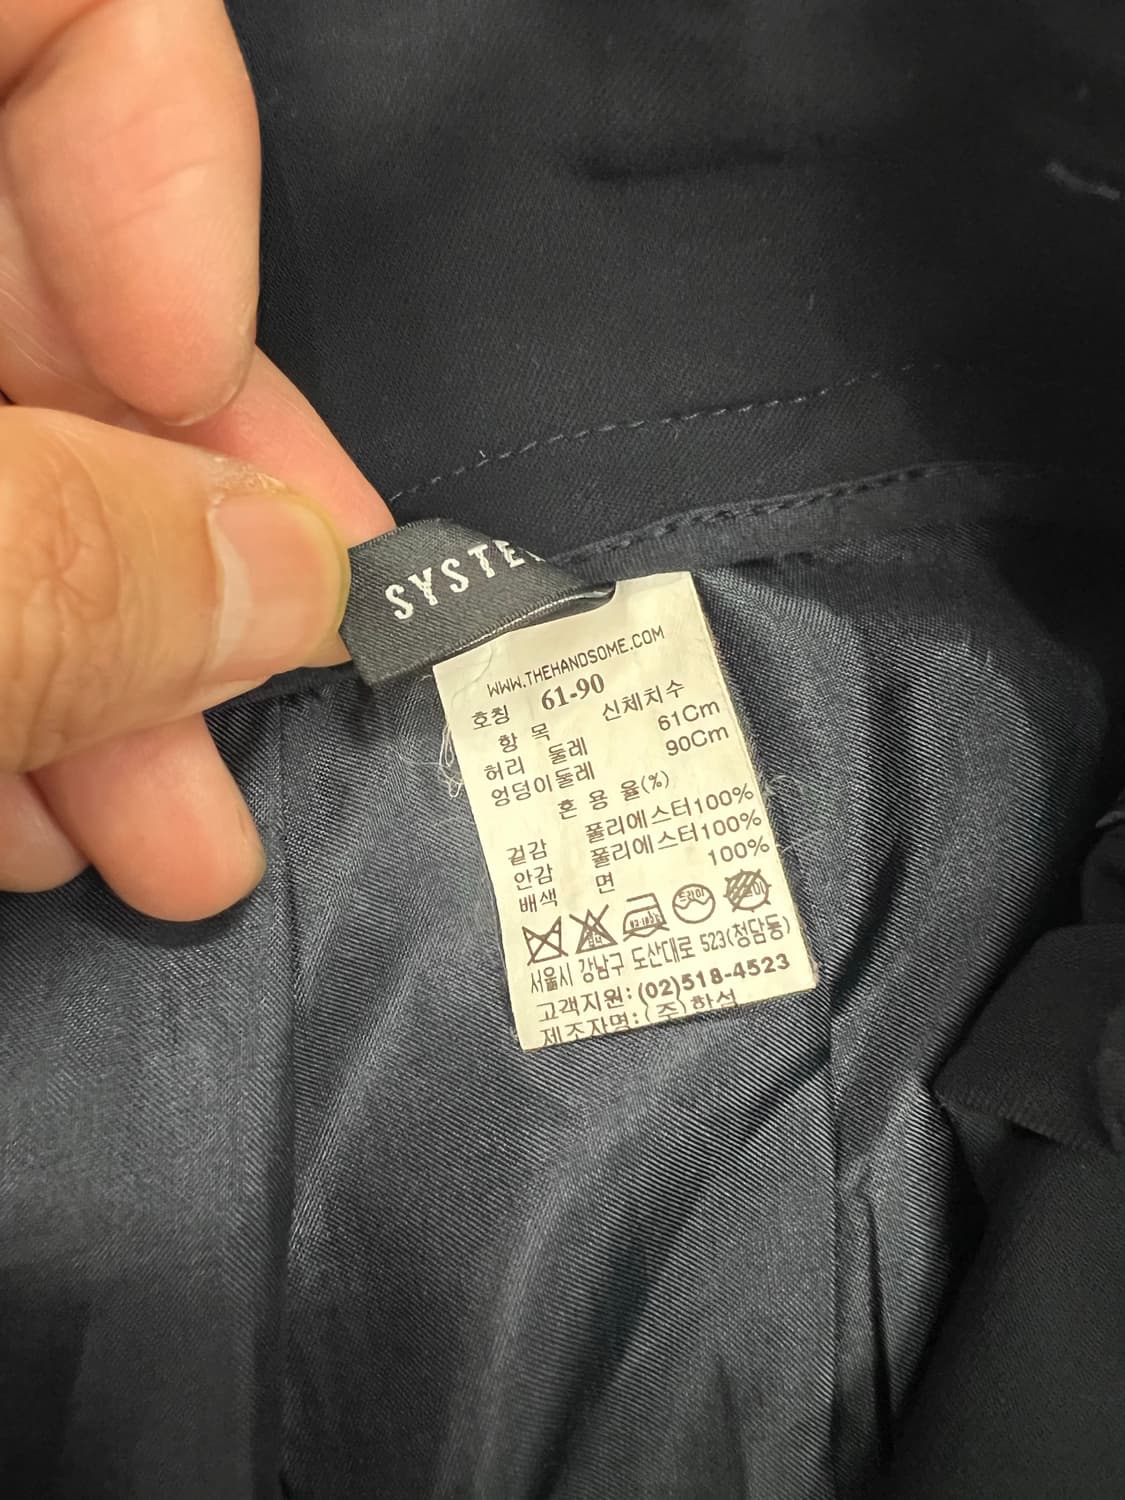 SYSTE
WWW.THEHANDSOME.COM
호칭 61-90
항 목 신체치수
허리 둘레 61Cm
엉덩이둘레 90Cm
혼 용 율(%)
겉감 폴리에스터100%
안감 폴리에스터100%
배색 면 100%
드라이
서울시 강남구 도산대로 523(청담동)
고객지원:(02)518-4523
제조자명:(주)한섬